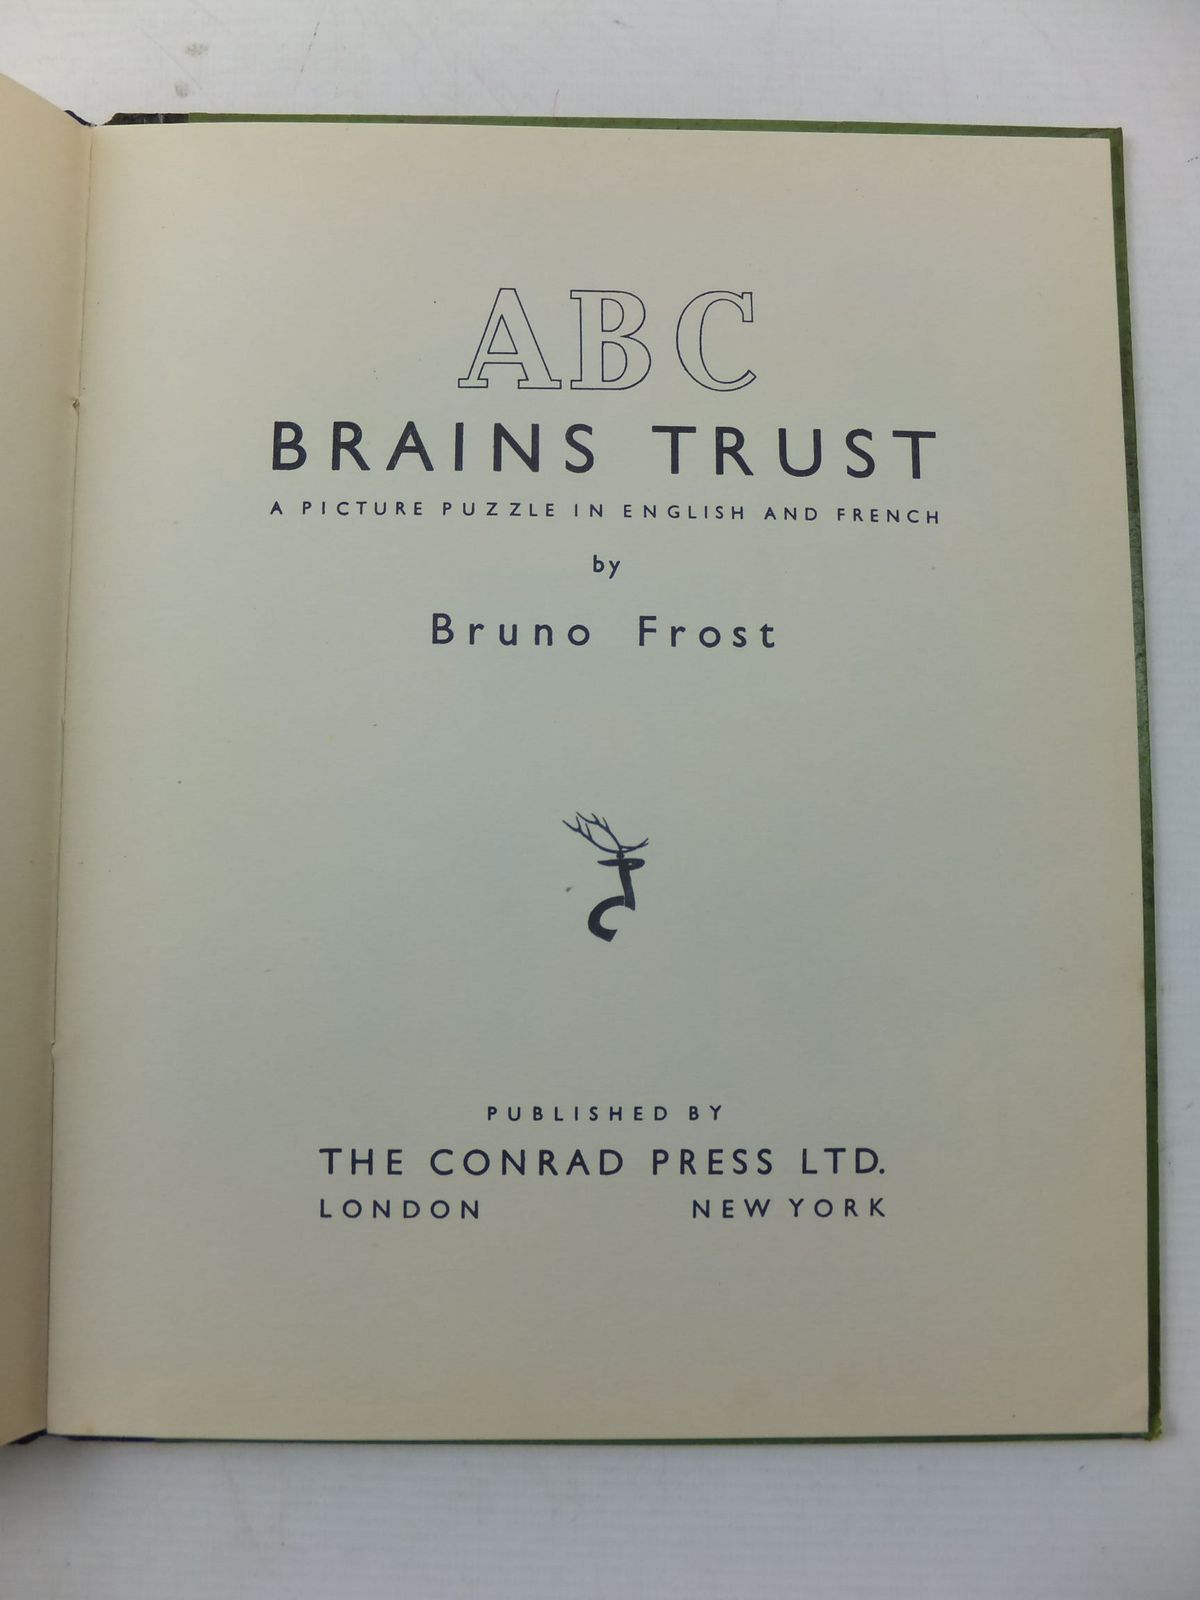 ABC
BRAINS TRUST
A PICTURE PUZZLE IN ENGLISH AND FRENCH
by
Bruno Frost
PUBLISHED BY
THE CONRAD PRESS LTD.
LONDON NEW YORK